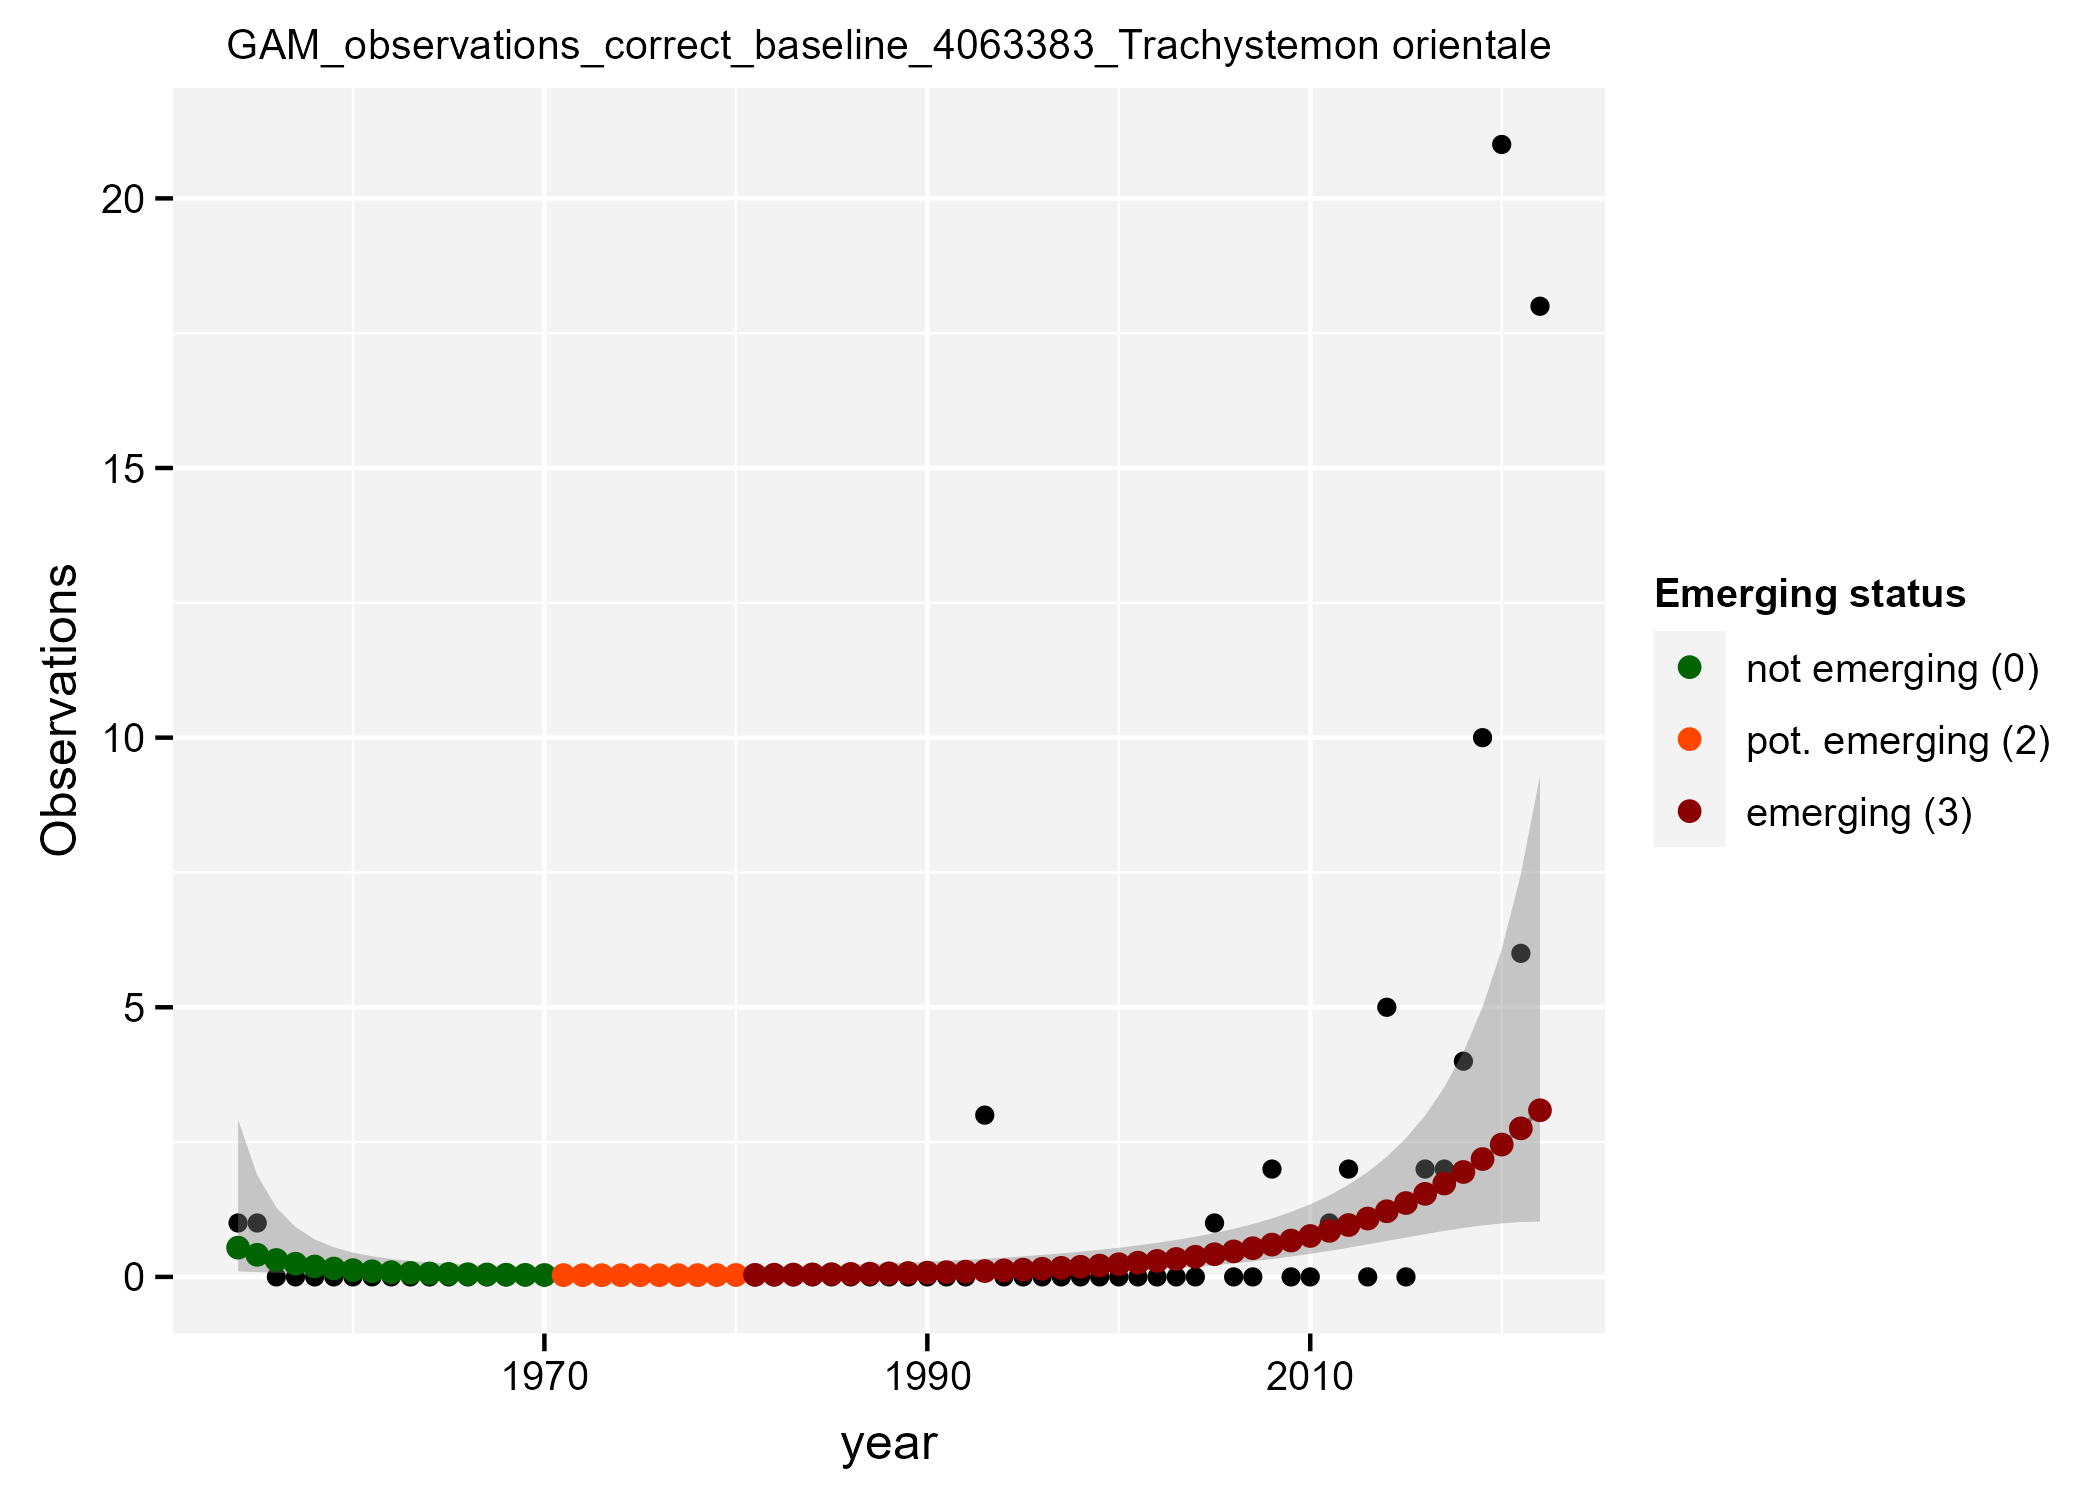 GAM_observations_correct_baseline_4063383_Trachystemon orientale
Observations
20
15
10
5
0
1970
1990
2010
year
Emerging status
not emerging (0)
pot. emerging (2)
emerging (3)